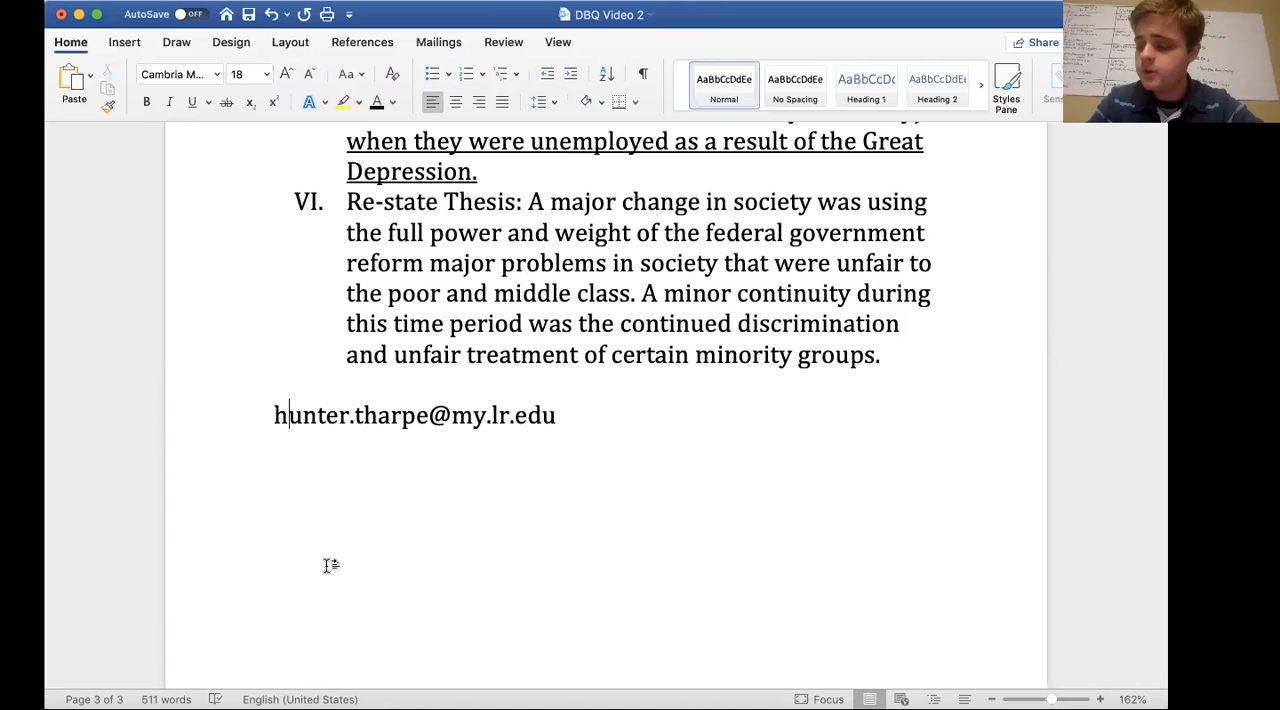 AutoSave OFF
DBQ Video 2
Home Insert Draw Design Layout References Mailings Review View Share
Paste
Cambria M... 18
Aa
AaBbCcDdEe AaBbCcDdEe AaBbCcDc AaBbCcDdEe
Normal No Spacing Heading 1 Heading 2
Styles
Pane
when they were unemployed as a result of the Great
Depression.
VI. Re-state Thesis: A major change in society was using
the full power and weight of the federal government
reform major problems in society that were unfair to
the poor and middle class. A minor continuity during
this time period was the continued discrimination
and unfair treatment of certain minority groups.
hunter.tharpe@my.lr.edu
Page 3 of 3 511 words English (United States) Focus 162%